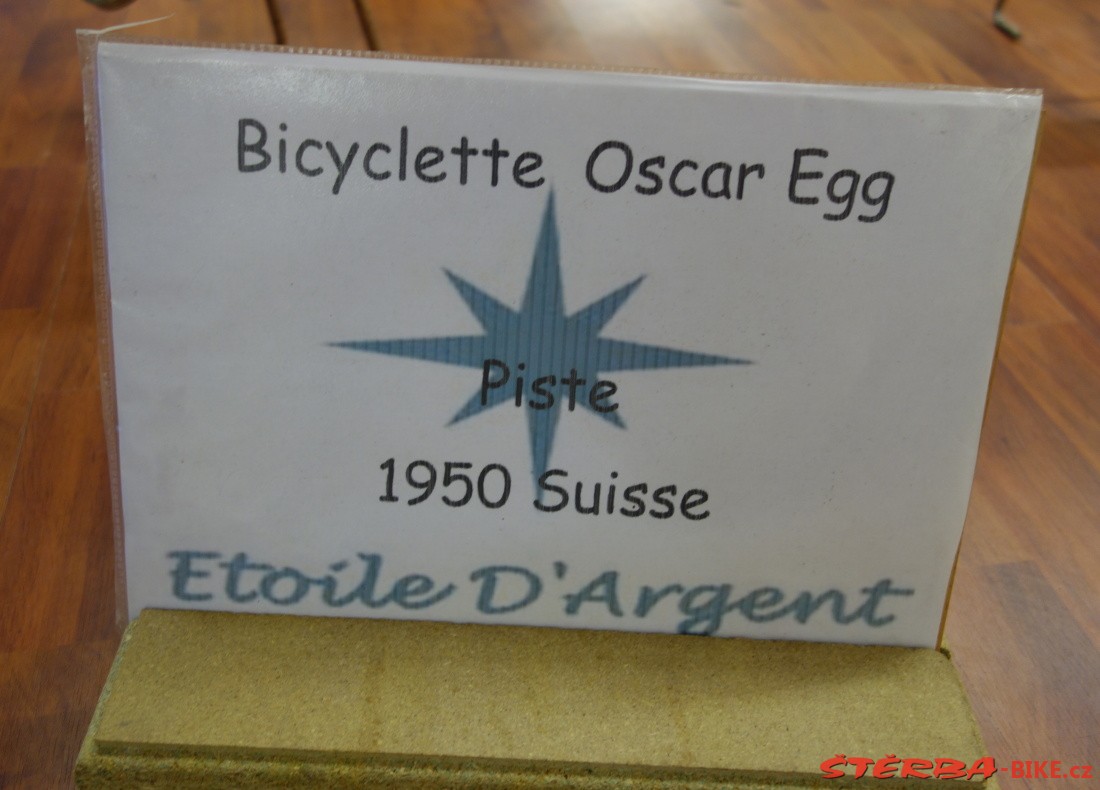 Bicyclette Oscar Egg
Piste
1950 Suisse
Etoile D'Argent
ŠTĚRBA-BIKE.cz